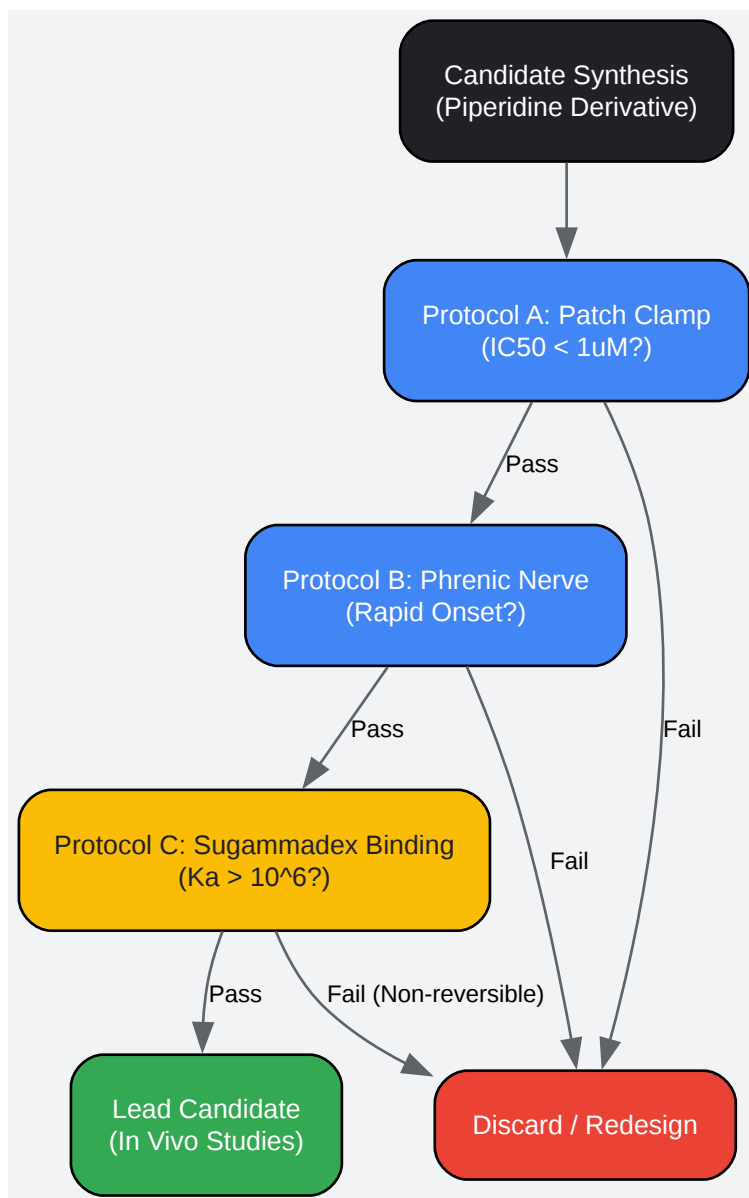 Candidate Synthesis
(Piperidine Derivative)
Protocol A: Patch Clamp
(IC50 < 1uM?)
Pass
Protocol B: Phrenic Nerve
(Rapid Onset?)
Pass
Fail
Protocol C: Sugammadex Binding
(Ka > 10^6?)
Fail
Pass
Fail (Non-reversible)
Lead Candidate
(In Vivo Studies)
Discard / Redesign